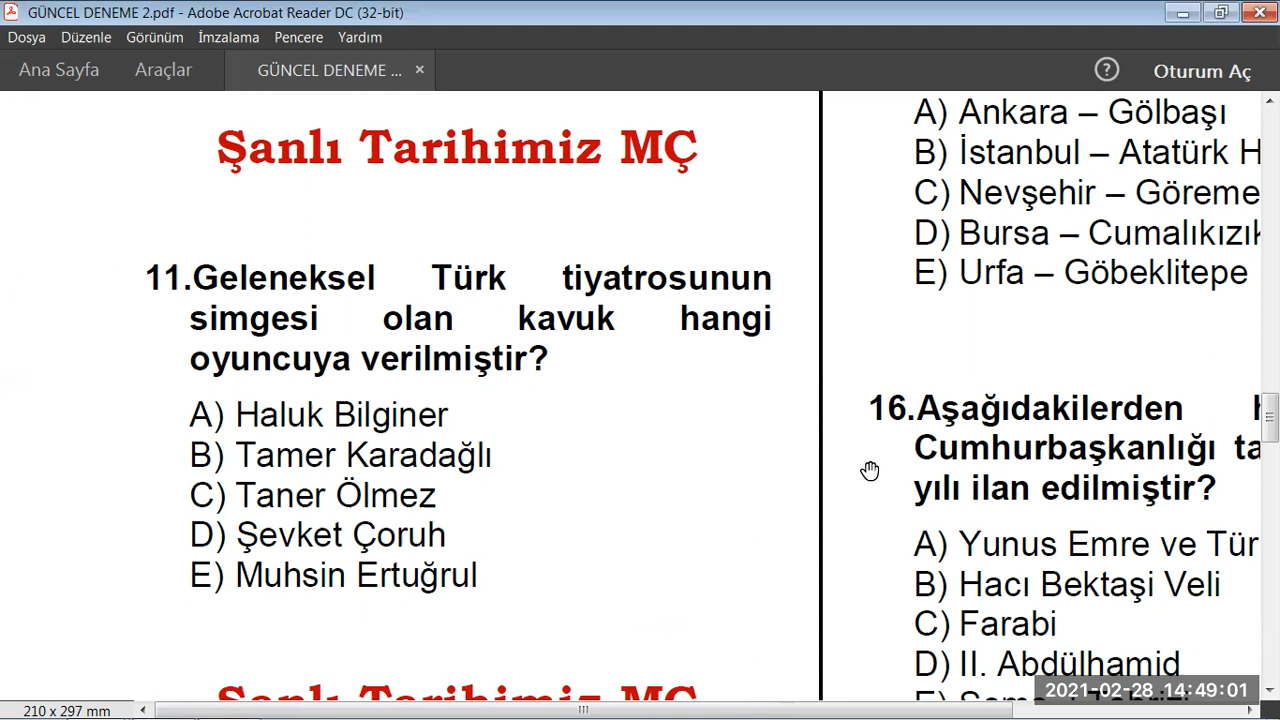 GÜNCEL DENEME 2.pdf - Adobe Acrobat Reader DC (32-bit)
Dosya Düzenle Görünüm İmzalama Pencere Yardım
Ana Sayfa Araçlar GÜNCEL DENEME ... × ? Oturum Aç
Şanlı Tarihimiz MÇ
11.Geleneksel Türk tiyatrosunun
simgesi olan kavuk hangi
oyuncuya verilmiştir?
A) Haluk Bilginer
B) Tamer Karadağlı
C) Taner Ölmez
D) Şevket Çoruh
E) Muhsin Ertuğrul
Şanlı Tarihimiz MÇ
A) Ankara – Gölbaşı
B) İstanbul – Atatürk H
C) Nevşehir – Göreme
D) Bursa – Cumalıkızık
E) Urfa – Göbeklitepe
16.Aşağıdakilerden h
Cumhurbaşkanlığı ta
yılı ilan edilmiştir?
A) Yunus Emre ve Tür
B) Hacı Bektaşi Veli
C) Farabi
D) II. Abdülhamid
2021-02-28 14:49:01
210 x 297 mm